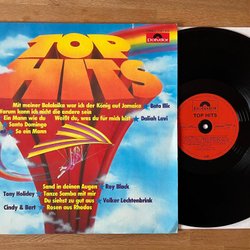 Polydor
TOP
HITS
Mit meiner Balalaika war ich der König auf Jamaica Bata Illic
Warum kann ich nicht die andere sein
Ein Mann wie du Weißt du, was du für mich bist Daliah Lavi
Santo Domingo
So ein Mann
Sand in deinen Augen Roy Black
Tony Holiday Tanze Samba mit mir
Du siehst so gut aus Volker Lechtenbrink
Cindy & Bert Rosen aus Rhodos
TOP HITS